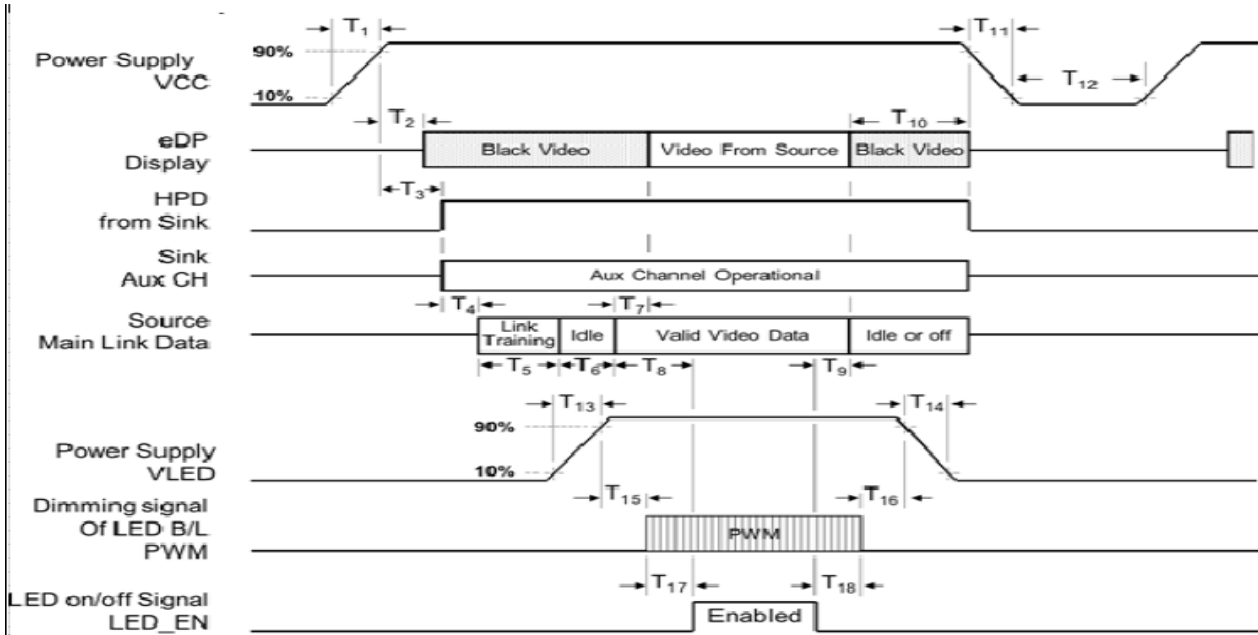 T1
T11
90%
Power Supply
VCC
T12
10%
T2
T10
eDP
Display
Black Video
Video From Source
Black Video
T3
HPD
from Sink
Sink
Aux CH
Aux Channel Operational
T4
T7
Source
Main Link Data
Link
Training
Idle
Valid Video Data
Idle or off
T5
T6
T8
T9
T13
T14
90%
Power Supply
VLED
10%
T15
T16
Dimming signal
Of LED B/L
PWM
PWM
T17
T18
LED on/off Signal
LED_EN
Enabled